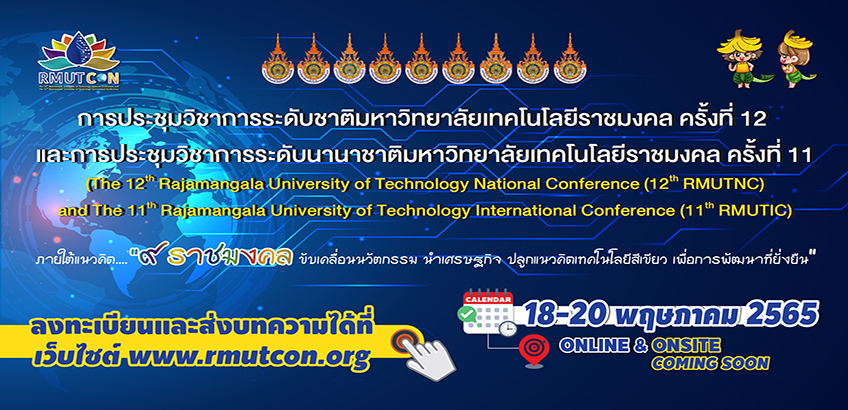 RMUTCON
การประชุมวิชาการระดับชาติมหาวิทยาลัยเทคโนโลยีราชมงคล ครั้งที่ 12
และการประชุมวิชาการระดับนานาชาติมหาวิทยาลัยเทคโนโลยีราชมงคล ครั้งที่ 11
(The 12th Rajamangala University of Technology National Conference (12th RMUTNC)
and The 11th Rajamangala University of Technology International Conference (11th RMUTIC)
ภายใต้แนวคิด...."๙ ราชมงคล ขับเคลื่อนนวัตกรรม นำเศรษฐกิจ ปลูกแนวคิดเทคโนโลยีสีเขียว เพื่อการพัฒนาที่ยั่งยืน"
ลงทะเบียนและส่งบทความได้ที่
เว็บไซต์ www.rmutcon.org
CALENDAR
18-20 พฤษภาคม 2565
ONLINE & ONSITE
COMING SOON